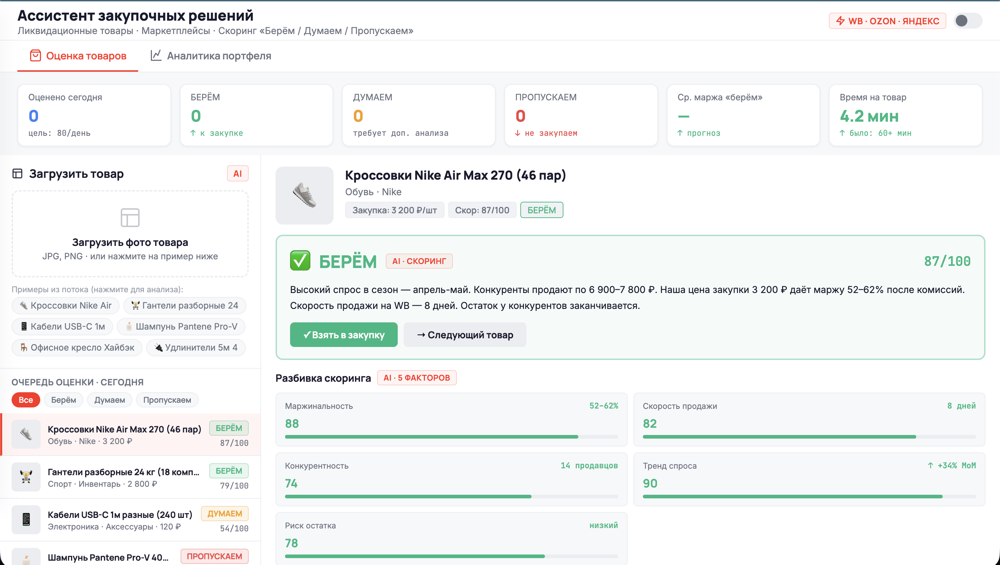 Ассистент закупочных решений
Ликвидационные товары · Маркетплейсы · Скоринг «Берём / Думаем / Пропускаем»
WB · OZON · ЯНДЕКС
Оценка товаров
Аналитика портфеля
Оценено сегодня
0
цель: 80/день
БЕРЁМ
0
↑ к закупке
ДУМАЕМ
0
требует доп. анализа
ПРОПУСКАЕМ
0
↓ не закупаем
Ср. маржа «берём»
—
↑ прогноз
Время на товар
4.2 мин
↑ было: 60+ мин
Загрузить товар
AI
Загрузить фото товара
JPG, PNG · или нажмите на пример ниже
Примеры из потока (нажмите для анализа):
Кроссовки Nike Air
Гантели разборные 24
Кабели USB-C 1м
Шампунь Pantene Pro-V
Офисное кресло Хайбэк
Удлинители 5м 4
ОЧЕРЕДЬ ОЦЕНКИ · СЕГОДНЯ
Все
Берём
Думаем
Пропускаем
Кроссовки Nike Air Max 270 (46 пар)
БЕРЁМ
Обувь · Nike · 3 200 ₽
87/100
Гантели разборные 24 кг (18 комп...
БЕРЁМ
Спорт · Инвентарь · 2 800 ₽
79/100
Кабели USB-C 1м разные (240 шт)
ДУМАЕМ
Электроника · Аксессуары · 120 ₽
54/100
Шампунь Pantene Pro-V 40...
ПРОПУСКАЕМ
Кроссовки Nike Air Max 270 (46 пар)
Обувь · Nike
Закупка: 3 200 ₽/шт
Скор: 87/100
БЕРЁМ
БЕРЁМ
AI · СКОРИНГ
87/100
Высокий спрос в сезон — апрель-май. Конкуренты продают по 6 900–7 800 ₽. Наша цена закупки 3 200 ₽ даёт маржу 52–62% после комиссий.
Скорость продажи на WB — 8 дней. Остаток у конкурентов заканчивается.
✓Взять в закупку
→ Следующий товар
Разбивка скоринга
AI · 5 ФАКТОРОВ
Маржинальность
52–62%
88
Скорость продажи
8 дней
82
Конкурентность
14 продавцов
74
Тренд спроса
↑ +34% MoM
90
Риск остатка
низкий
78